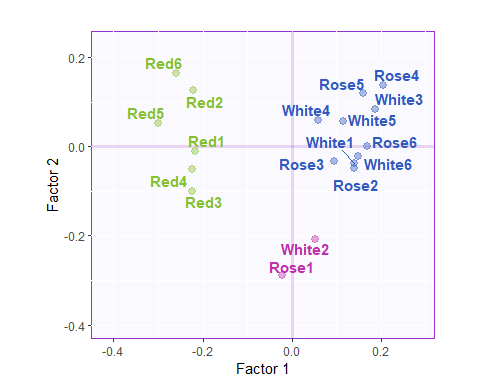 Red6
Red2
Red5
Red1
Red4
Red3
Rose5
Rose4
White3
White4
White5
White1
Rose6
Rose3
White6
Rose2
White2
Rose1
0.2
0.0
-0.2
-0.4
-0.4
-0.2
0.0
0.2
Factor 1
Factor 2